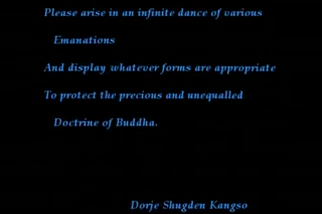 Please arise in an infinite dance of various
Emanations
And display whatever forms are appropriate
To protect the precious and unequalled
Doctrine of Buddha.
Dorje Shugden Kangso